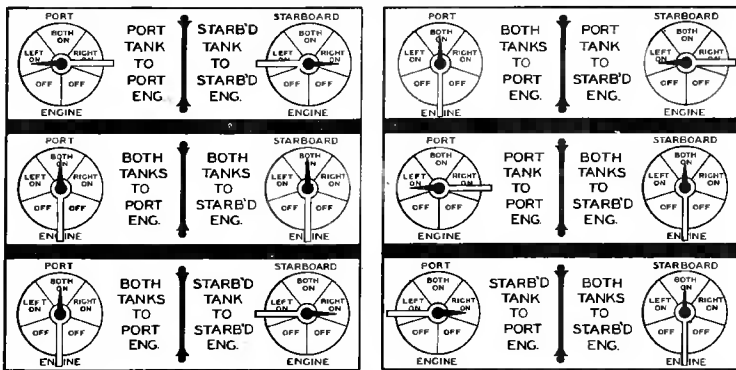 PORT
BOTH
ON
LEFT
ON
RIGHT
ON
OFF OFF
ENGINE
PORT
TANK
TO
PORT
ENG.
STARB'D
TANK
TO
STARB'D
ENG.
STARBOARD
BOTH
ON
LEFT
ON
RIGHT
ON
OFF OFF
ENGINE
PORT
BOTH
ON
LEFT
ON
RIGHT
ON
OFF OFF
ENGINE
BOTH
TANKS
TO
PORT
ENG.
BOTH
TANKS
TO
STARB'D
ENG.
STARBOARD
BOTH
ON
LEFT
ON
RIGHT
ON
OFF OFF
ENGINE
PORT
BOTH
ON
LEFT
ON
RIGHT
ON
OFF OFF
ENGINE
BOTH
TANKS
TO
PORT
ENG.
STARB'D
TANK
TO
STARB'D
ENG.
STARBOARD
BOTH
ON
LEFT
ON
RIGHT
ON
OFF OFF
ENGINE
PORT
BOTH
ON
LEFT
ON
RIGHT
ON
OFF OFF
ENGINE
BOTH
TANKS
TO
PORT
ENG.
PORT
TANK
TO
STARB'D
ENG.
STARBOARD
BOTH
ON
LEFT
ON
RIGHT
ON
OFF OFF
ENGINE
PORT
BOTH
ON
LEFT
ON
RIGHT
ON
OFF OFF
ENGINE
PORT
TANK
TO
PORT
ENG.
BOTH
TANKS
TO
STARB'D
ENG.
STARBOARD
BOTH
ON
LEFT
ON
RIGHT
ON
OFF OFF
ENGINE
PORT
BOTH
ON
LEFT
ON
RIGHT
ON
OFF OFF
ENGINE
STARB'D
TANK
TO
PORT
ENG.
BOTH
TANKS
TO
STARB'D
ENG.
STARBOARD
BOTH
ON
LEFT
ON
RIGHT
ON
OFF OFF
ENGINE